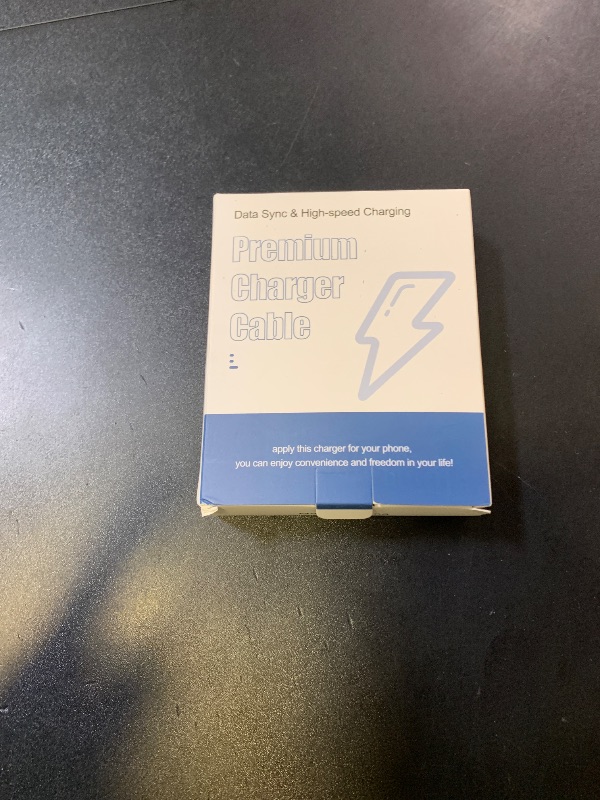 Data Sync & High-speed Charging
Premium
Charger
Cable
apply this charger for your phone,
you can enjoy convenience and freedom in your life!